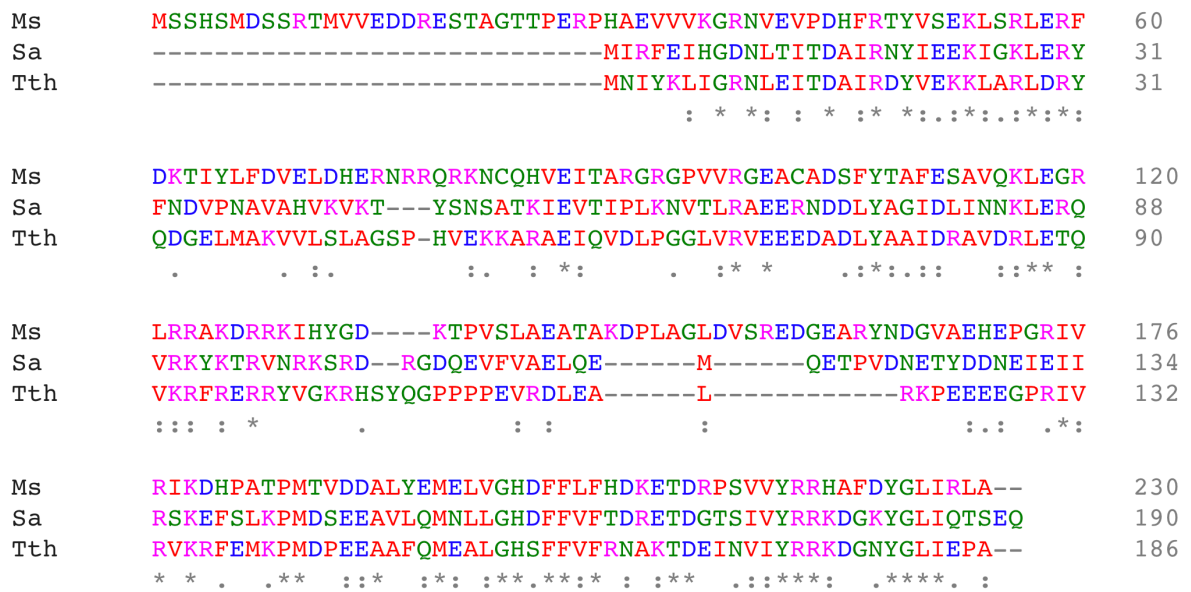 Ms MSSHSMDSSRTMVVEDDRESTAGTTPERPHAEVVVKGRNVEVPDHFRTYVSEKLSRLERF 60
Sa ------------------------------MIRFEIHGDNLTITDAIRNYIEEKIGKLERY 31
Tth ------------------------------MNIYKLIGRNLEITDAIRDYVEKKLARLDRY 31
: * *: : * :* *:.:*:.:*:*:
Ms DKTIYLFDVELDHERNRRQRKNCQHVEITARGRGPVVRGEACADSFYTAFESAVQKLEGR 120
Sa FNDVPNAVAHVKVKT---YSNSATKIEVTIPLKNVTLRAEERNDDLYAGIDLINNKLERQ 88
Tth QDGELMAKVVLSLAGSP-HVEKKARAEIQVDLPGGLVRVEEEDADLYAAIDRAVDRLETQ 90
. . :. :. : *: . :* * .:*:.:: ::** :
Ms LRRAKDRRKIHYGD----KTPVSLAEATAKDPLAGLDVSREDGEARYNDGVAEHEPGRIV 176
Sa VRKYKTRVNRKSRD--RGDQEVFVAELQE------M------QETPVDNETYDDNEIEII 134
Tth VKRFRERRYVGKRHSYQGPPPPEVRDLEA------L------------RKPEEEEGPRIV 132
::: : * . : : : :.: .*:
Ms RIKDHPATPMTVDDALYEMELVGHDFFLFHDKETDRPSVVYRRHAFDYGLIRLA-- 230
Sa RSKEFSLKPMDSEEAVLQMNLLGHDFFVFTDRETDGTSIVYRRKDGKYGLIQTSEQ 190
Tth RVKRFEMKPMDPEEAAFQMEALGHSFFVFRNAKTDEINVIYRRKDGNYGLIEPA-- 186
* * . .** ::* *: :**.**:* : :** .::***: .****. :